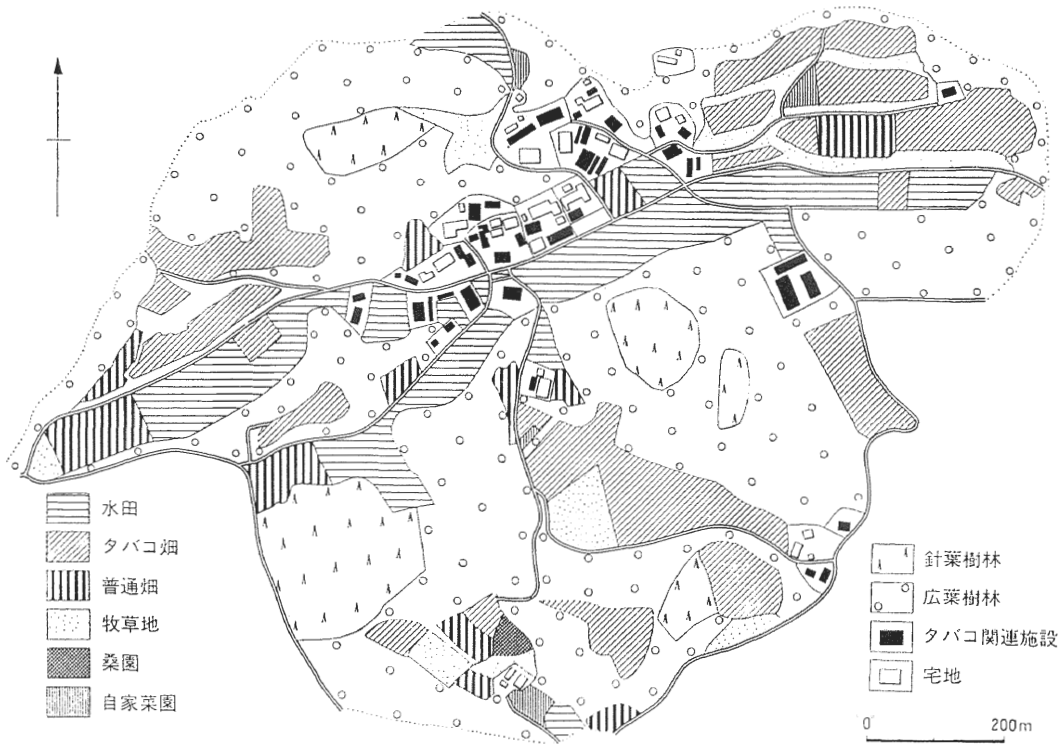 水田
タバコ畑
普通畑
牧草地
桑園
自家菜園
針葉樹林
広葉樹林
タバコ関連施設
宅地
0 200m